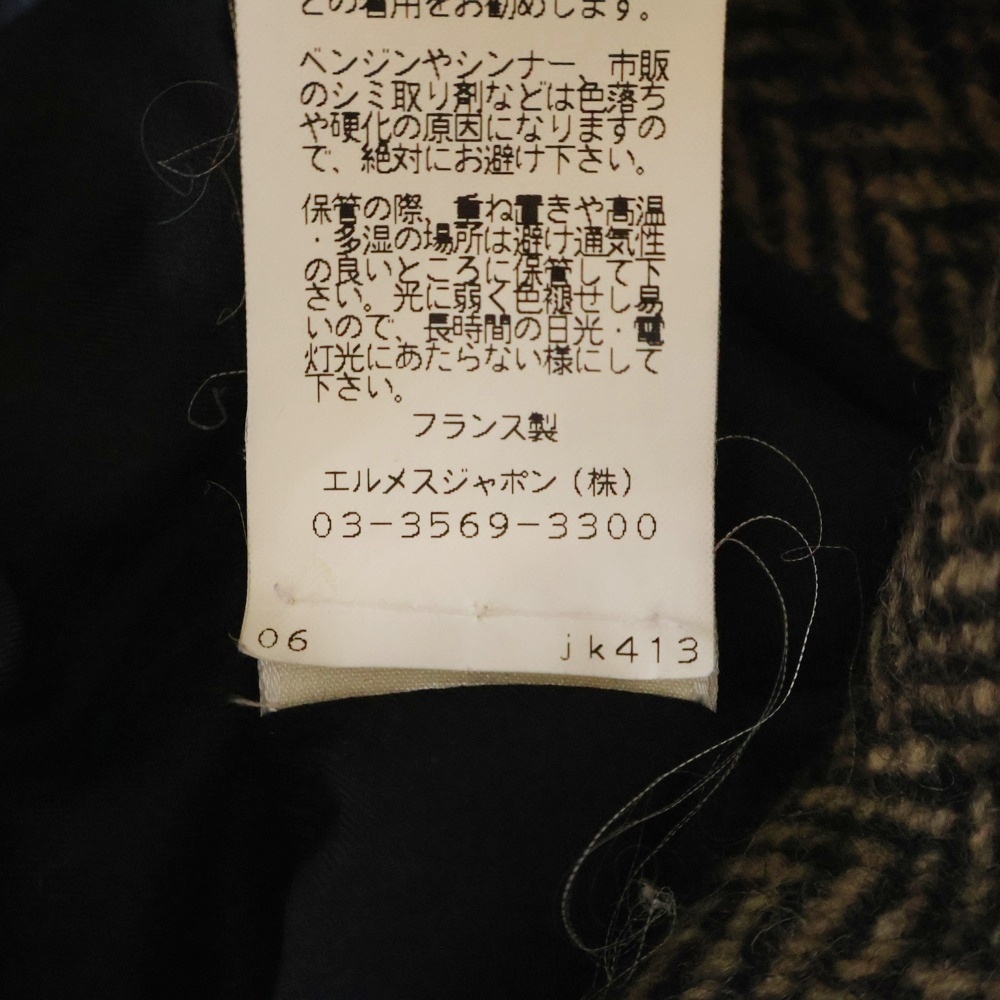 との着用をお勧めします。
ベンジンやシンナー、市販
のシミ取り剤などは色落ち
や硬化の原因になりますの
で、絶対にお避け下さい。
保管の際、重ね置きや高温
・多湿の場所は避け通気性
の良いところに保管して下
さい。光に弱く色褪せし易
いので、長時間の日光・電
灯光にあたらない様にして
下さい。
フランス製
エルメスジャポン（株）
03-3569-3300
06 jk413